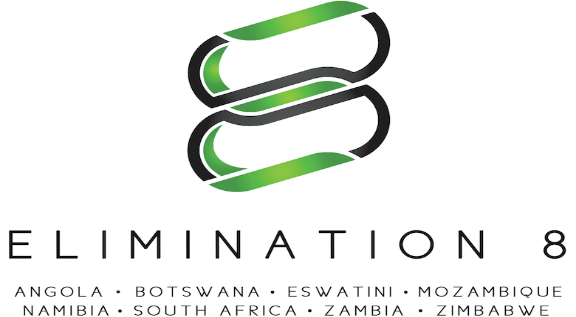 ELIMINATION 8
ANGOLA • BOTSWANA • ESWATINI • MOZAMBIQUE
NAMIBIA • SOUTH AFRICA • ZAMBIA • ZIMBABWE